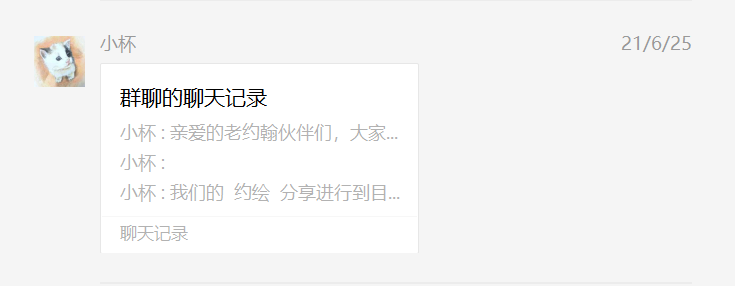 小杯
21/6/25
群聊的聊天记录
小杯 : 亲爱的老约翰伙伴们，大家...
小杯 :
小杯 : 我们的 约绘 分享进行到目...
聊天记录